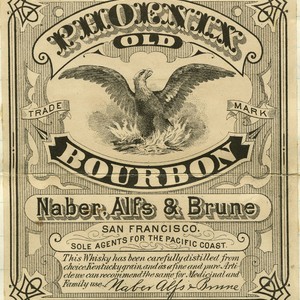 PHOENIX
OLD
TRADE MARK
BOURBON
Naber, Alfs & Brune
SAN FRANCISCO.
SOLE AGENTS FOR THE PACIFIC COAST.
This Whisky has been carefully distilled from
choice Kentucky grain, and as a fine and pure Arti-
cle we can recommend the same for Medicinal and
Family use. Naber Alfs & Brune